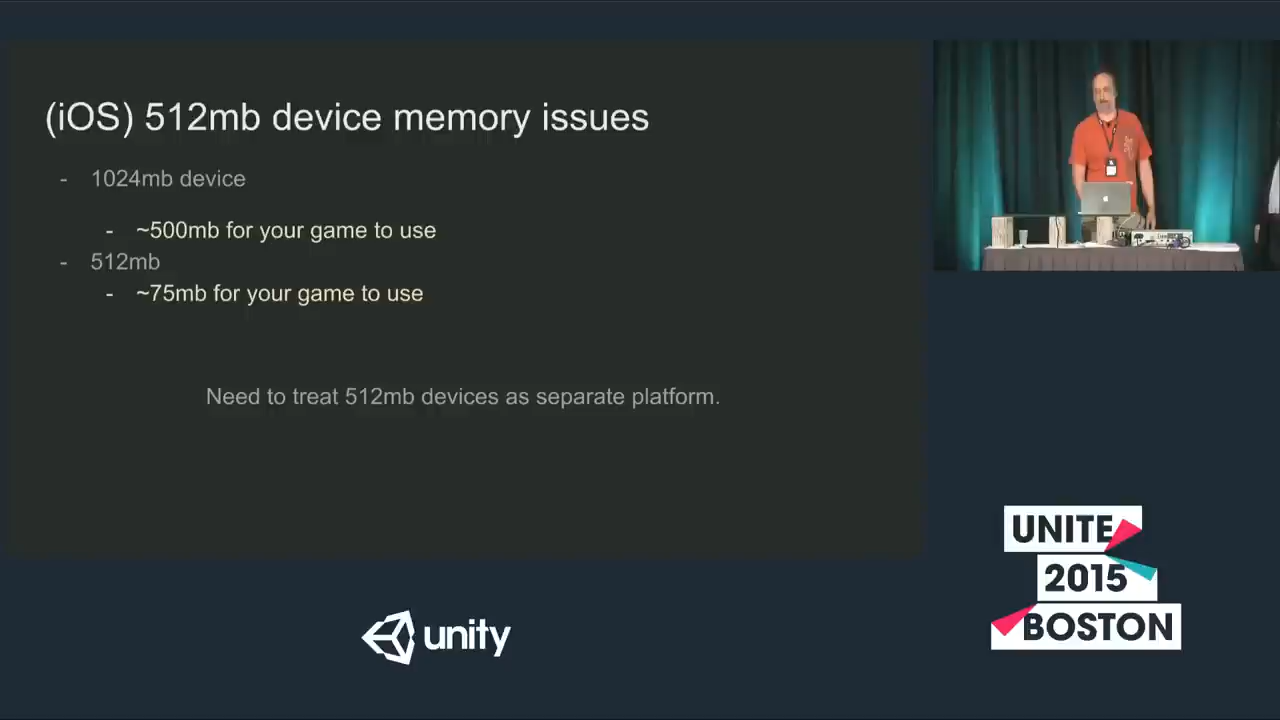 (iOS) 512mb device memory issues
- 1024mb device
- ~500mb for your game to use
- 512mb
- ~75mb for your game to use
Need to treat 512mb devices as separate platform.
UNITE
2015
BOSTON
unity